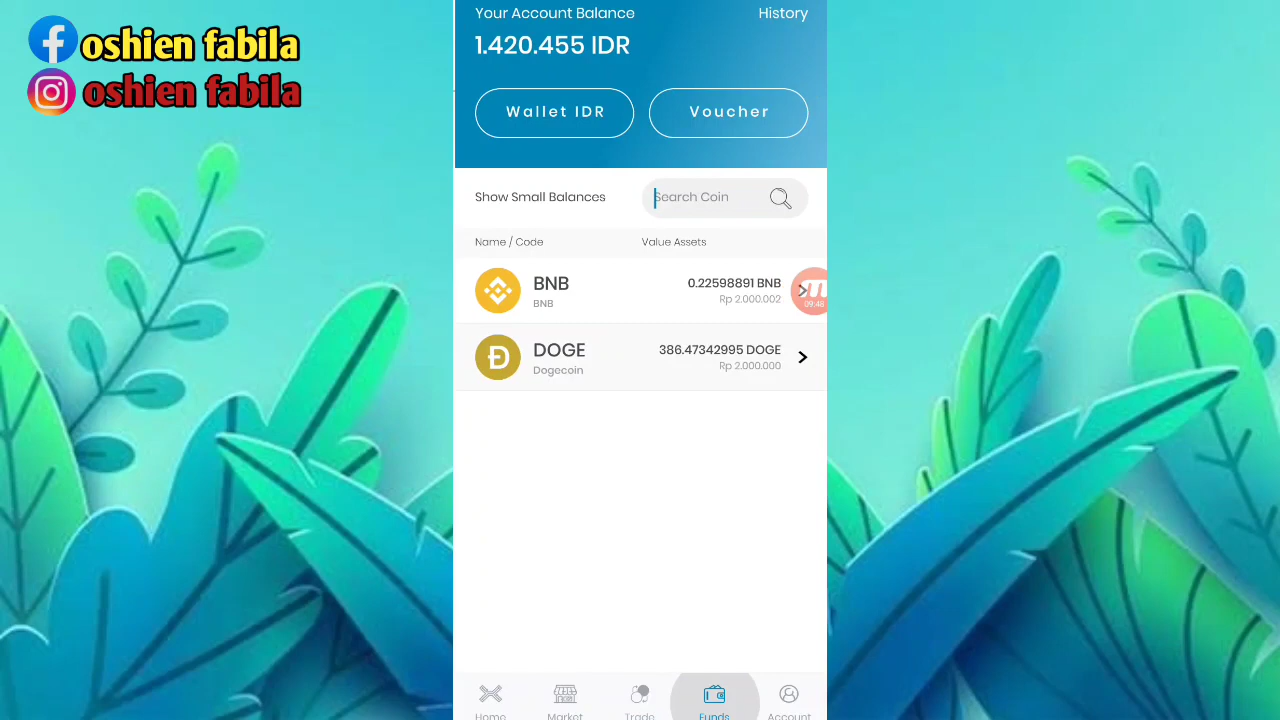 oshien fabila
oshien fabila
Your Account Balance
History
1.420.455 IDR
Wallet IDR
Voucher
Show Small Balances
Search Coin
Name / Code
Value Assets
BNB
0.22598891 BNB
BNB
Rp 2.000.002
09:48
DOGE
386.47342995 DOGE
Dogecoin
Rp 2.000.000
Home
Market
Trade
Funds
Account